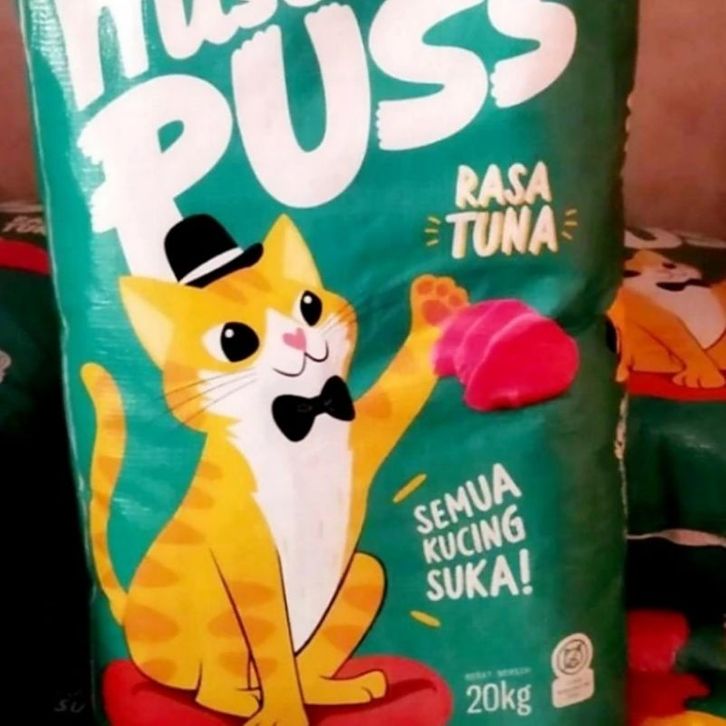 PUSS
RASA
TUNA
SEMUA
KUCING
SUKA!
20kg